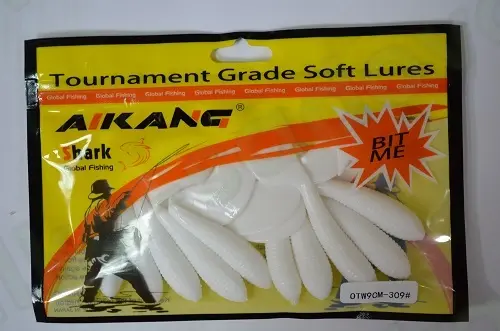 Tournament Grade Soft Lures
Global Fishing Global Fishing Global Fishing Global Fishing Global Fishing Global Fishing Global Fishing
AIKANG®
Shark
Global Fishing
BIT
ME
OTW9CM-309#